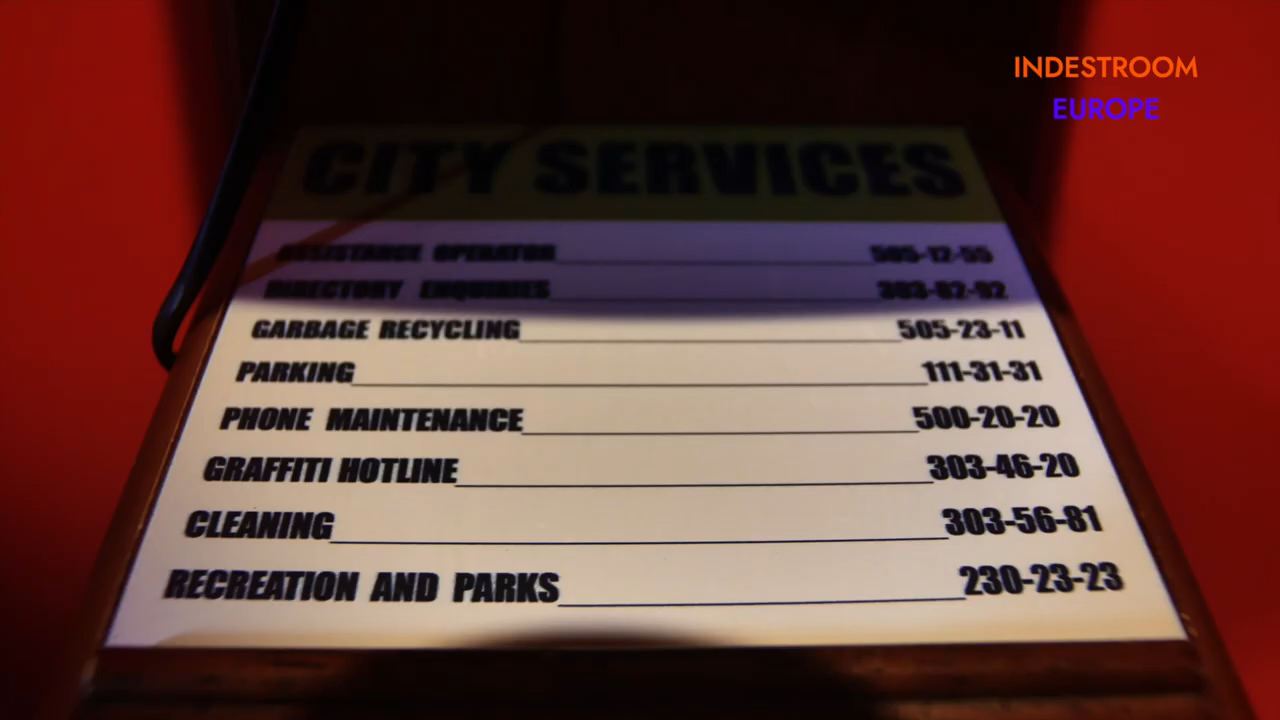 INDESTROOM
EUROPE
CITY SERVICES
RESISTANCE OPERATOR 505-12-55
DIRECTORY ENQUIRIES 303-82-92
GARBAGE RECYCLING 505-23-11
PARKING 111-31-31
PHONE MAINTENANCE 500-20-20
GRAFFITI HOTLINE 303-46-20
CLEANING 303-56-81
RECREATION AND PARKS 230-23-23